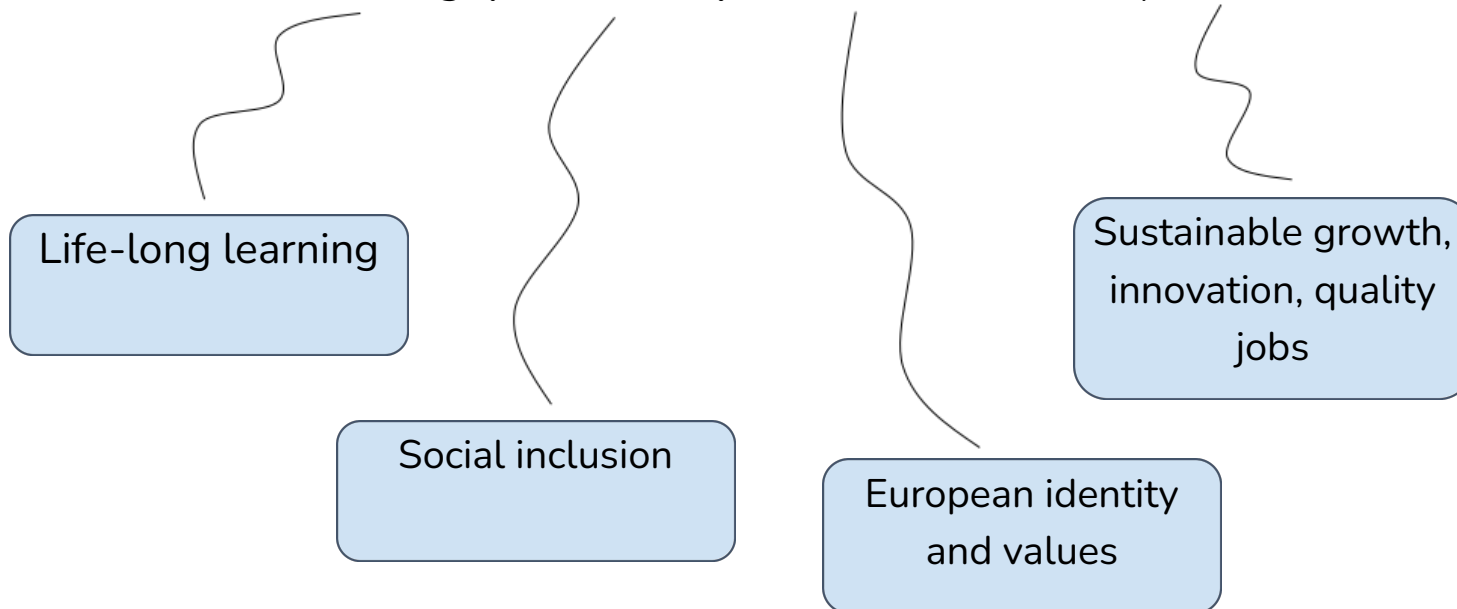 Life-long learning
Sustainable growth,
innovation, quality
jobs
Social inclusion
European identity
and values